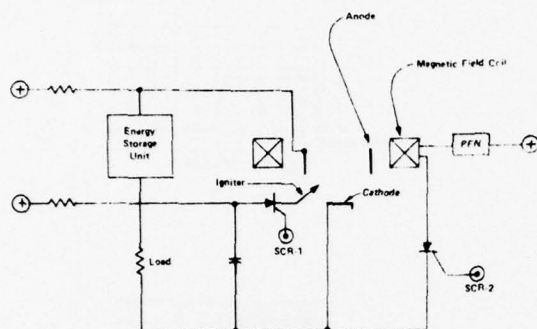 Anode
Magnetic Field Coil
Energy
Storage
Unit
PFN
Igniter
Cathode
SCR-1
Load
SCR-2